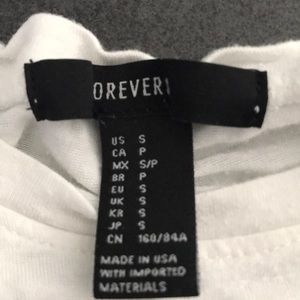 OREVER
US S
CA P
MX S/P
BR P
EU S
UK S
KR S
JP S
CN 160/84A
MADE IN USA
WITH IMPORTED
MATERIALS